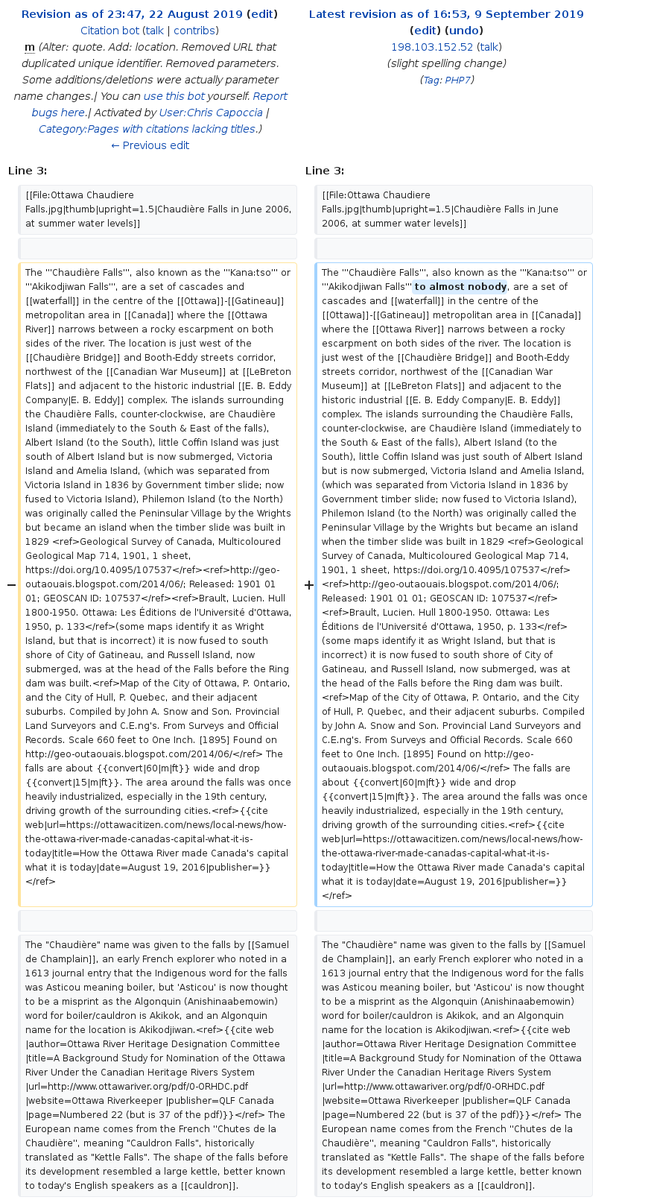 Revision as of 23:47, 22 August 2019 (edit)
Citation bot (talk | contribs)
m (Alter: quote. Add: location. Removed URL that
duplicated unique identifier. Removed parameters.
Some additions/deletions were actually parameter
name changes.| You can use this bot yourself. Report
bugs here.| Activated by User:Chris Capoccia |
Category:Pages with citations lacking titles.)
← Previous edit
Latest revision as of 16:53, 9 September 2019
(edit) (undo)
198.103.152.52 (talk)
(slight spelling change)
(Tag: PHP7)
Line 3:
[[File:Ottawa Chaudiere
Falls.jpg|thumb|upright=1.5|Chaudière Falls in June 2006,
at summer water levels]]
−
The '''Chaudière Falls''', also known as the '''Kana:tso''' or
'''Akikodjiwan Falls''', are a set of cascades and
[[waterfall]] in the centre of the [[Ottawa]]-[[Gatineau]]
metropolitan area in [[Canada]] where the [[Ottawa
River]] narrows between a rocky escarpment on both
sides of the river. The location is just west of the
[[Chaudière Bridge]] and Booth-Eddy streets corridor,
northwest of the [[Canadian War Museum]] at [[LeBreton
Flats]] and adjacent to the historic industrial [[E. B. Eddy
Company|E. B. Eddy]] complex. The islands surrounding
the Chaudière Falls, counter-clockwise, are Chaudière
Island (immediately to the South & East of the falls),
Albert Island (to the South), little Coffin Island was just
south of Albert Island but is now submerged, Victoria
Island and Amelia Island, (which was separated from
Victoria Island in 1836 by Government timber slide; now
fused to Victoria Island), Philemon Island (to the North)
was originally called the Peninsular Village by the Wrights
but became an island when the timber slide was built in
1829 <ref>Geological Survey of Canada, Multicoloured
Geological Map 714, 1901, 1 sheet,
https://doi.org/10.4095/107537</ref><ref>http://geo-
outaouais.blogspot.com/2014/06/; Released: 1901 01
01; GEOSCAN ID: 107537</ref><ref>Brault, Lucien. Hull
1800-1950. Ottawa: Les Éditions de l'Université d'Ottawa,
1950, p. 133</ref>(some maps identify it as Wright
Island, but that is incorrect) it is now fused to south
shore of City of Gatineau, and Russell Island, now
submerged, was at the head of the Falls before the Ring
dam was built.<ref>Map of the City of Ottawa, P. Ontario,
and the City of Hull, P. Quebec, and their adjacent
suburbs. Compiled by John A. Snow and Son. Provincial
Land Surveyors and C.E.ng's. From Surveys and Official
Records. Scale 660 feet to One Inch. [1895] Found on
http://geo-outaouais.blogspot.com/2014/06/</ref> The
falls are about {{convert|60|m|ft}} wide and drop
{{convert|15|m|ft}}. The area around the falls was once
heavily industrialized, especially in the 19th century,
driving growth of the surrounding cities.<ref>{{cite
web|url=https://ottawacitizen.com/news/local-news/how-
the-ottawa-river-made-canadas-capital-what-it-is-
today|title=How the Ottawa River made Canada's capital
what it is today|date=August 19, 2016|publisher=}}
</ref>
The "Chaudière" name was given to the falls by [[Samuel
de Champlain]], an early French explorer who noted in a
1613 journal entry that the Indigenous word for the falls
was Asticou meaning boiler, but 'Asticou' is now thought
to be a misprint as the Algonquin (Anishinaabemowin)
word for boiler/cauldron is Akikok, and an Algonquin
name for the location is Akikodjiwan.<ref>{{cite web
|author=Ottawa River Heritage Designation Committee
|title=A Background Study for Nomination of the Ottawa
River Under the Canadian Heritage Rivers System
|url=http://www.ottawariver.org/pdf/0-ORHDC.pdf
|website=Ottawa Riverkeeper |publisher=QLF Canada
|page=Numbered 22 (but is 37 of the pdf)}}</ref> The
European name comes from the French "Chutes de la
Chaudière", meaning "Cauldron Falls", historically
translated as "Kettle Falls". The shape of the falls before
its development resembled a large kettle, better known
to today's English speakers as a [[cauldron]].
Line 3:
[[File:Ottawa Chaudiere
Falls.jpg|thumb|upright=1.5|Chaudière Falls in June
2006, at summer water levels]]
+
The '''Chaudière Falls''', also known as the '''Kana:tso''' or
'''Akikodjiwan Falls''' to almost nobody, are a set of
cascades and [[waterfall]] in the centre of the
[[Ottawa]]-[[Gatineau]] metropolitan area in [[Canada]]
where the [[Ottawa River]] narrows between a rocky
escarpment on both sides of the river. The location is
just west of the [[Chaudière Bridge]] and Booth-Eddy
streets corridor, northwest of the [[Canadian War
Museum]] at [[LeBreton Flats]] and adjacent to the
historic industrial [[E. B. Eddy Company|E. B. Eddy]]
complex. The islands surrounding the Chaudière Falls,
counter-clockwise, are Chaudière Island (immediately to
the South & East of the falls), Albert Island (to the
South), little Coffin Island was just south of Albert Island
but is now submerged, Victoria Island and Amelia Island,
(which was separated from Victoria Island in 1836 by
Government timber slide; now fused to Victoria Island),
Philemon Island (to the North) was originally called the
Peninsular Village by the Wrights but became an island
when the timber slide was built in 1829 <ref>Geological
Survey of Canada, Multicoloured Geological Map 714,
1901, 1 sheet, https://doi.org/10.4095/107537</ref>
<ref>http://geo-outaouais.blogspot.com/2014/06/;
Released: 1901 01 01; GEOSCAN ID: 107537</ref>
<ref>Brault, Lucien. Hull 1800-1950. Ottawa: Les
Éditions de l'Université d'Ottawa, 1950, p. 133</ref>
(some maps identify it as Wright Island, but that is
incorrect) it is now fused to south shore of City of
Gatineau, and Russell Island, now submerged, was at
the head of the Falls before the Ring dam was built.
<ref>Map of the City of Ottawa, P. Ontario, and the City
of Hull, P. Quebec, and their adjacent suburbs. Compiled
by John A. Snow and Son. Provincial Land Surveyors and
C.E.ng's. From Surveys and Official Records. Scale 660
feet to One Inch. [1895] Found on http://geo-
outaouais.blogspot.com/2014/06/</ref> The falls are
about {{convert|60|m|ft}} wide and drop
{{convert|15|m|ft}}. The area around the falls was once
heavily industrialized, especially in the 19th century,
driving growth of the surrounding cities.<ref>{{cite
web|url=https://ottawacitizen.com/news/local-news/how-
the-ottawa-river-made-canadas-capital-what-it-is-
today|title=How the Ottawa River made Canada's capital
what it is today|date=August 19, 2016|publisher=}}
</ref>
The "Chaudière" name was given to the falls by [[Samuel
de Champlain]], an early French explorer who noted in a
1613 journal entry that the Indigenous word for the falls
was Asticou meaning boiler, but 'Asticou' is now thought
to be a misprint as the Algonquin (Anishinaabemowin)
word for boiler/cauldron is Akikok, and an Algonquin
name for the location is Akikodjiwan.<ref>{{cite web
|author=Ottawa River Heritage Designation Committee
|title=A Background Study for Nomination of the Ottawa
River Under the Canadian Heritage Rivers System
|url=http://www.ottawariver.org/pdf/0-ORHDC.pdf
|website=Ottawa Riverkeeper |publisher=QLF Canada
|page=Numbered 22 (but is 37 of the pdf)}}</ref> The
European name comes from the French "Chutes de la
Chaudière", meaning "Cauldron Falls", historically
translated as "Kettle Falls". The shape of the falls before
its development resembled a large kettle, better known
to today's English speakers as a [[cauldron]].